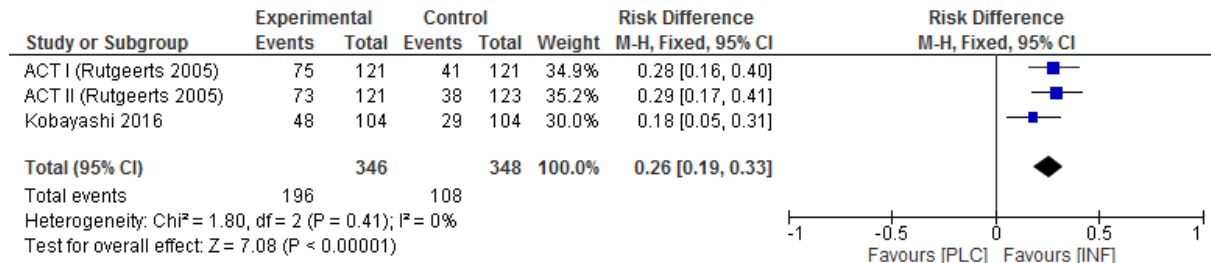 Experimental Control Risk Difference Risk Difference
Study or Subgroup Events Total Events Total Weight M-H, Fixed, 95% CI M-H, Fixed, 95% CI
ACT I (Rutgeerts 2005) 75 121 41 121 34.9% 0.28 [0.16, 0.40]
ACT II (Rutgeerts 2005) 73 121 38 123 35.2% 0.29 [0.17, 0.41]
Kobayashi 2016 48 104 29 104 30.0% 0.18 [0.05, 0.31]
Total (95% CI) 346 348 100.0% 0.26 [0.19, 0.33]
Total events 196 108
Heterogeneity: Chi² = 1.80, df = 2 (P = 0.41); I² = 0%
Test for overall effect: Z = 7.08 (P < 0.00001)
-1 -0.5 0 0.5 1
Favours [PLC] Favours [INF]